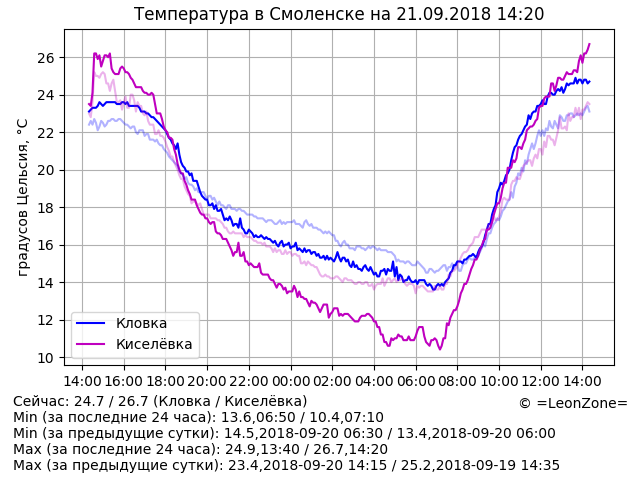 Температура в Смоленске на 21.09.2018 14:20
градусов Цельсия, °C
26
24
22
20
18
16
14
12
10
Кловка
Киселёвка
14:00 16:00 18:00 20:00 22:00 00:00 02:00 04:00 06:00 08:00 10:00 12:00 14:00
Сейчас: 24.7 / 26.7 (Кловка / Киселёвка)
© =LeonZone=
Min (за последние 24 часа): 13.6,06:50 / 10.4,07:10
Min (за предыдущие сутки): 14.5,2018-09-20 06:30 / 13.4,2018-09-20 06:00
Max (за последние 24 часа): 24.9,13:40 / 26.7,14:20
Max (за предыдущие сутки): 23.4,2018-09-20 14:15 / 25.2,2018-09-19 14:35